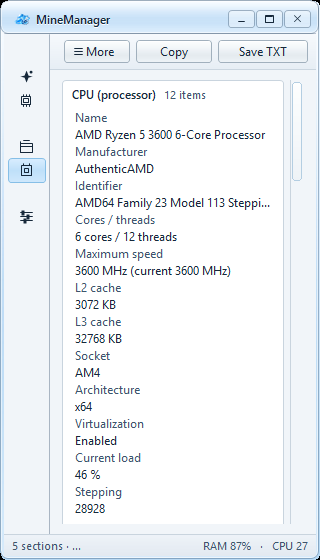 MineManager
More
Copy
Save TXT
CPU (processor) 12 items
Name
AMD Ryzen 5 3600 6-Core Processor
Manufacturer
AuthenticAMD
Identifier
AMD64 Family 23 Model 113 Steppi...
Cores / threads
6 cores / 12 threads
Maximum speed
3600 MHz (current 3600 MHz)
L2 cache
3072 KB
L3 cache
32768 KB
Socket
AM4
Architecture
x64
Virtualization
Enabled
Current load
46 %
Stepping
28928
5 sections · ...
RAM 87% · CPU 27